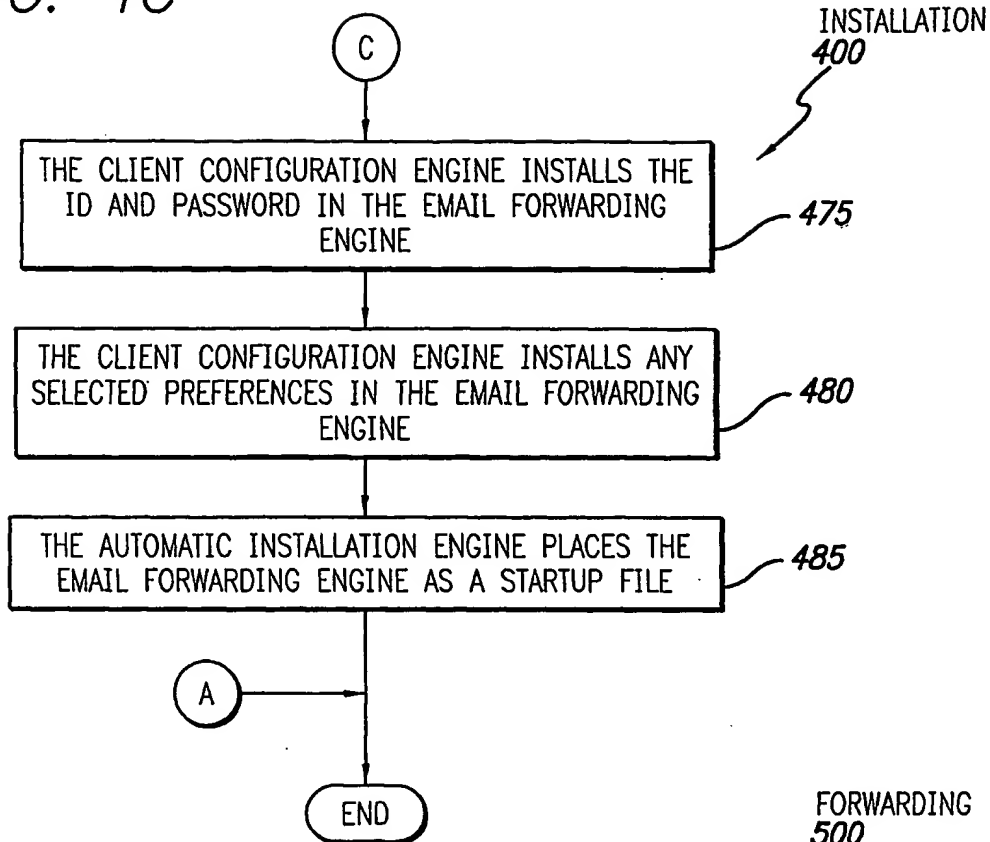 INSTALLATION
400
C
THE CLIENT CONFIGURATION ENGINE INSTALLS THE
ID AND PASSWORD IN THE EMAIL FORWARDING
ENGINE
475
THE CLIENT CONFIGURATION ENGINE INSTALLS ANY
SELECTED PREFERENCES IN THE EMAIL FORWARDING
ENGINE
480
THE AUTOMATIC INSTALLATION ENGINE PLACES THE
EMAIL FORWARDING ENGINE AS A STARTUP FILE
485
A
END
FORWARDING
500